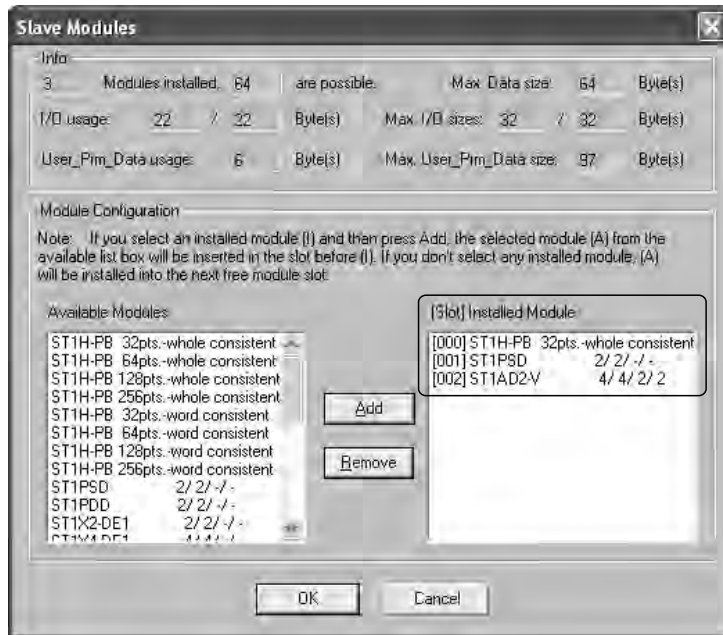 Slave Modules
Info
3 Modules installed. 64 are possible. Max. Data size: 64 Byte(s)
I/O usage: 22 / 22 Byte(s) Max. I/O sizes: 32 / 32 Byte(s)
User_Prm_Data usage: 6 Byte(s) Max. User_Prm_Data size: 97 Byte(s)
Module Configuration
Note: If you select an installed module (I) and then press Add, the selected module (A) from the
available list box will be inserted in the slot before (I). If you don't select any installed module, (A)
will be installed into the next free module slot.
Available Modules
ST1H-PB 32pts.-whole consistent
ST1H-PB 64pts.-whole consistent
ST1H-PB 128pts.-whole consistent
ST1H-PB 256pts.-whole consistent
ST1H-PB 32pts.-word consistent
ST1H-PB 64pts.-word consistent
ST1H-PB 128pts.-word consistent
ST1H-PB 256pts.-word consistent
ST1PSD 2/ 2/ -/ -
ST1PDD 2/ 2/ -/ -
ST1X2-DE1 2/ 2/ -/ -
ST1X4-DE1 4/ 4/ -/ -
Add
Remove
[Slot] Installed Module
[000] ST1H-PB 32pts.-whole consistent
[001] ST1PSD 2/ 2/ -/ -
[002] ST1AD2-V 4/ 4/ 2/ 2
OK
Cancel